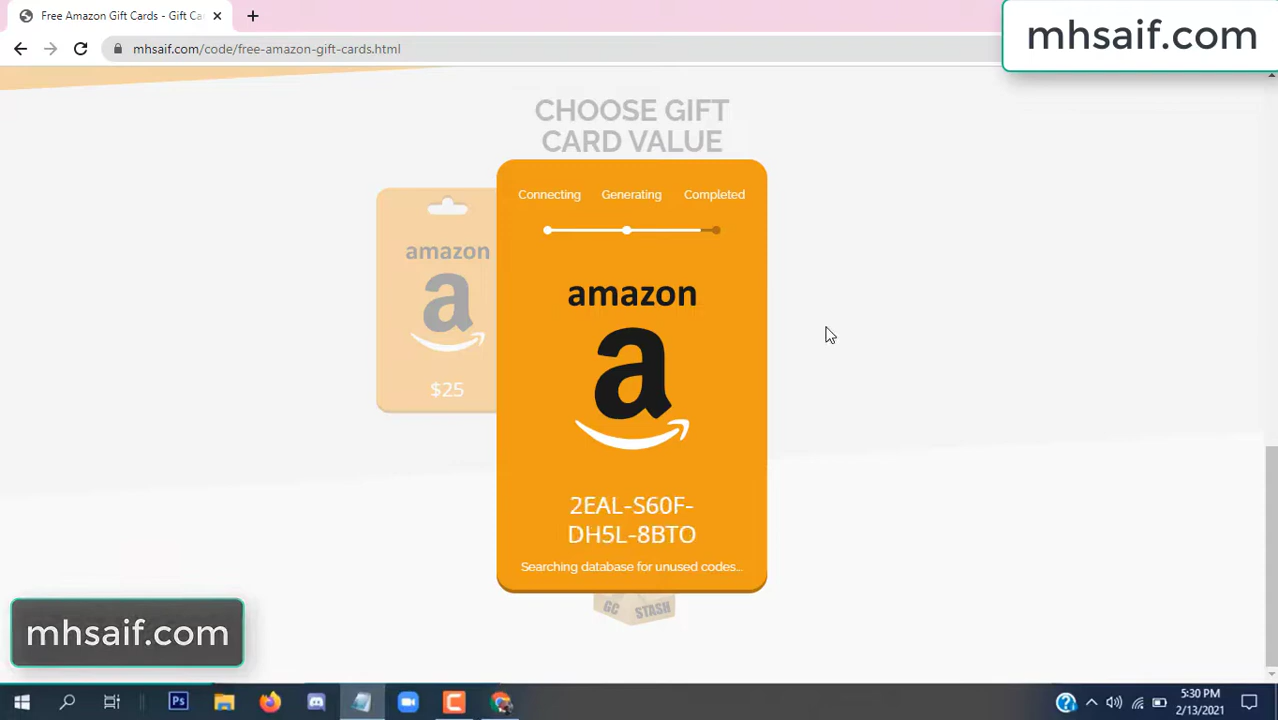 Free Amazon Gift Cards - Gift Ca
mhsaif.com/code/free-amazon-gift-cards.html
mhsaif.com
CHOOSE GIFT
CARD VALUE
Connecting Generating Completed
amazon
a
$25
amazon
a
2EAL-S60F-
DH5L-8BTO
Searching database for unused codes...
GC STASH
mhsaif.com
Ps
5:30 PM
2/13/2021